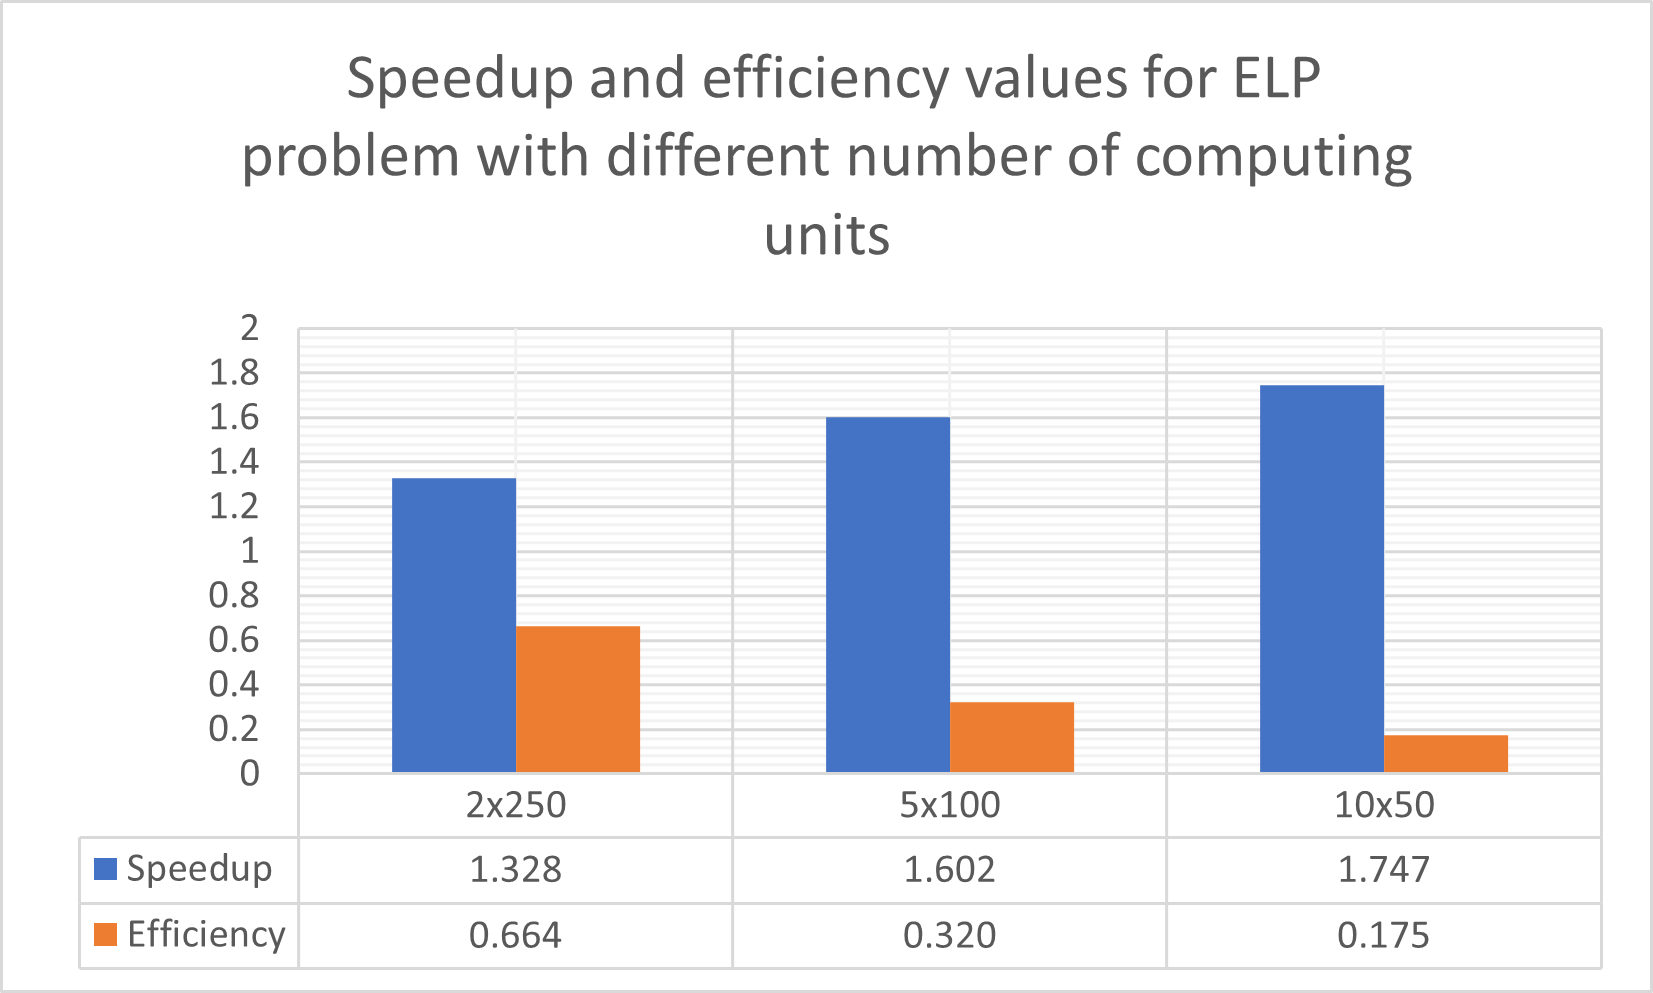 Speedup and efficiency values for ELP
problem with different number of computing
units
2
1.8
1.6
1.4
1.2
1
0.8
0.6
0.4
0.2
0
2x250 5x100 10x50
Speedup 1.328 1.602 1.747
Efficiency 0.664 0.320 0.175